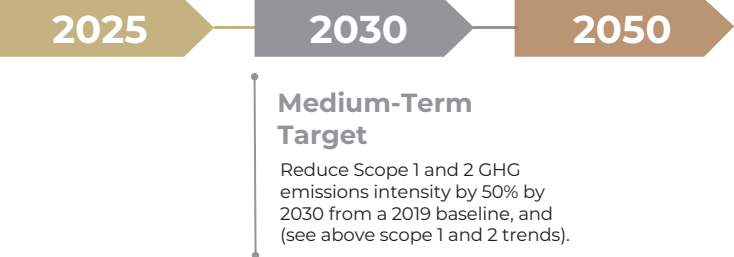 2025
2030
2050
Medium-Term
Target
Reduce Scope 1 and 2 GHG
emissions intensity by 50% by
2030 from a 2019 baseline, and
(see above scope 1 and 2 trends).